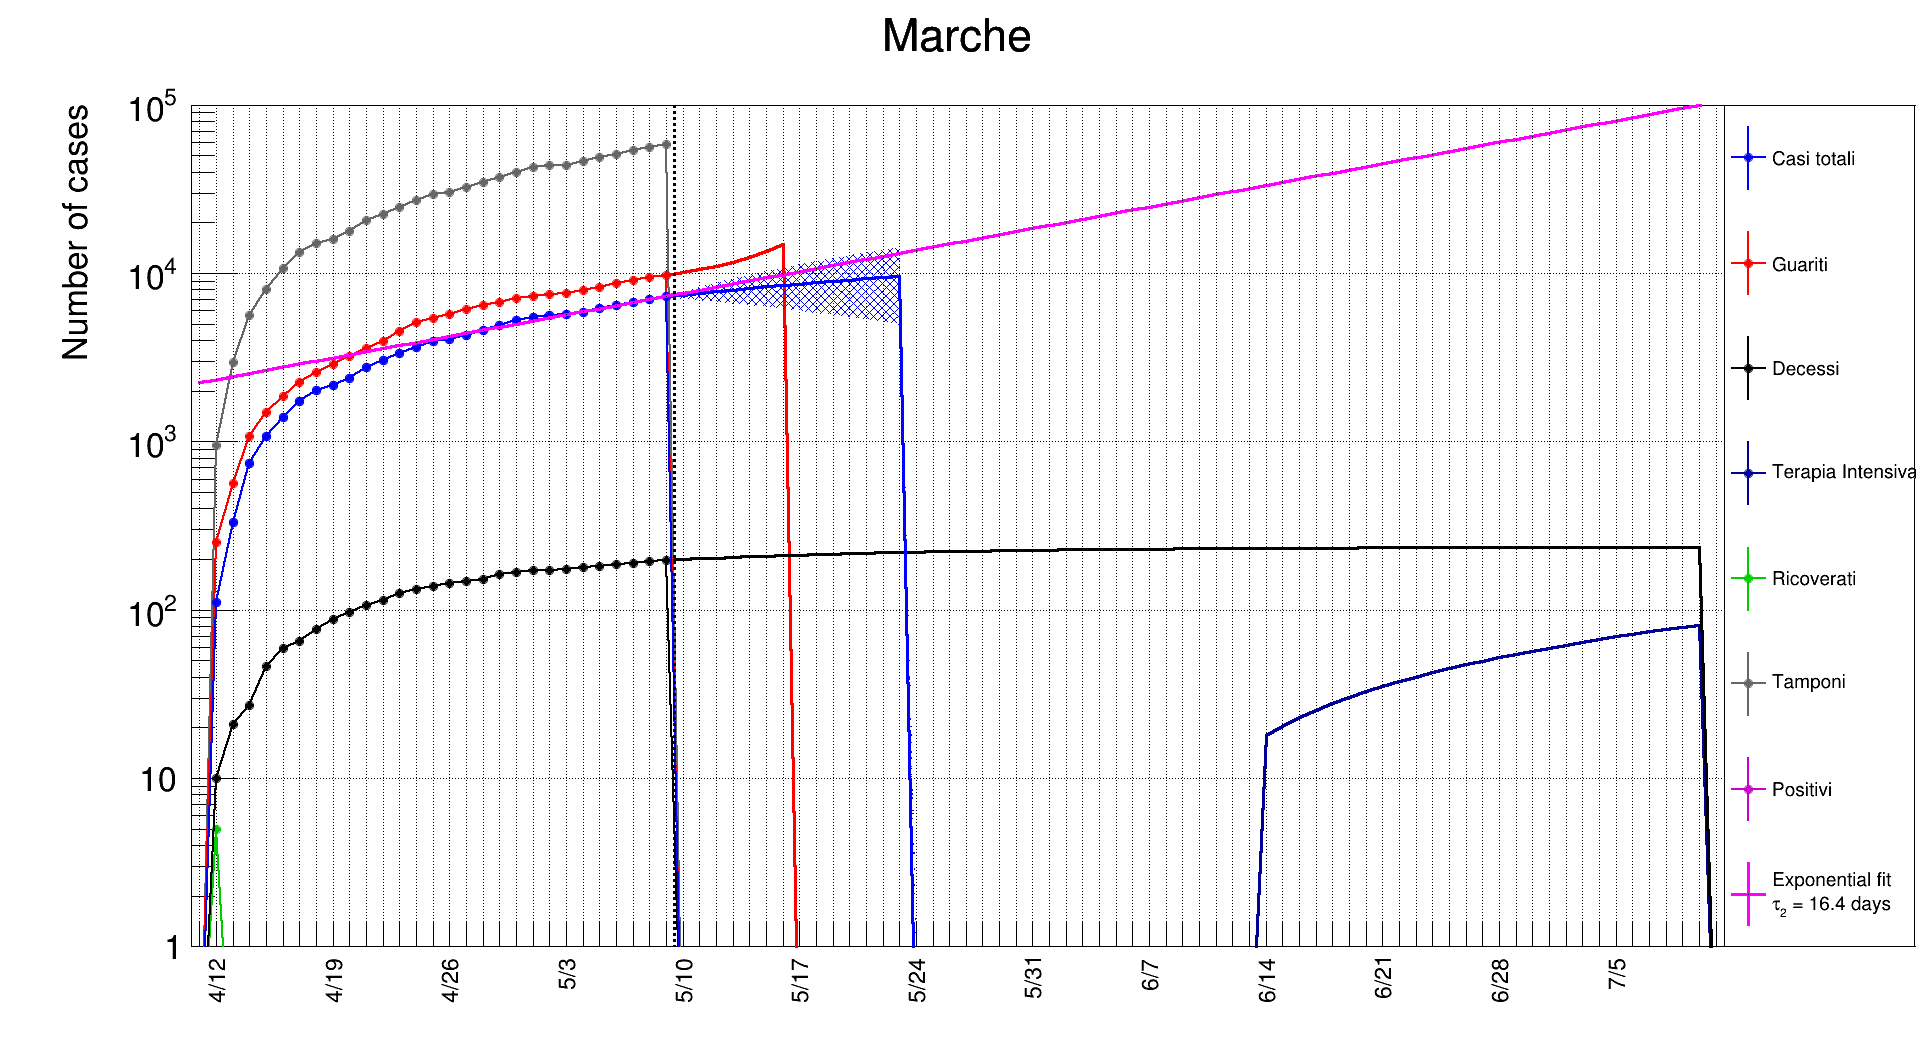 Marche
Number of cases
10^5
10^4
10^3
10^2
10
1
4/12
4/19
4/26
5/3
5/10
5/17
5/24
5/31
6/7
6/14
6/21
6/28
7/5
Casi totali
Guariti
Decessi
Terapia Intensiva
Ricoverati
Tamponi
Positivi
Exponential fit
τ_2 = 16.4 days